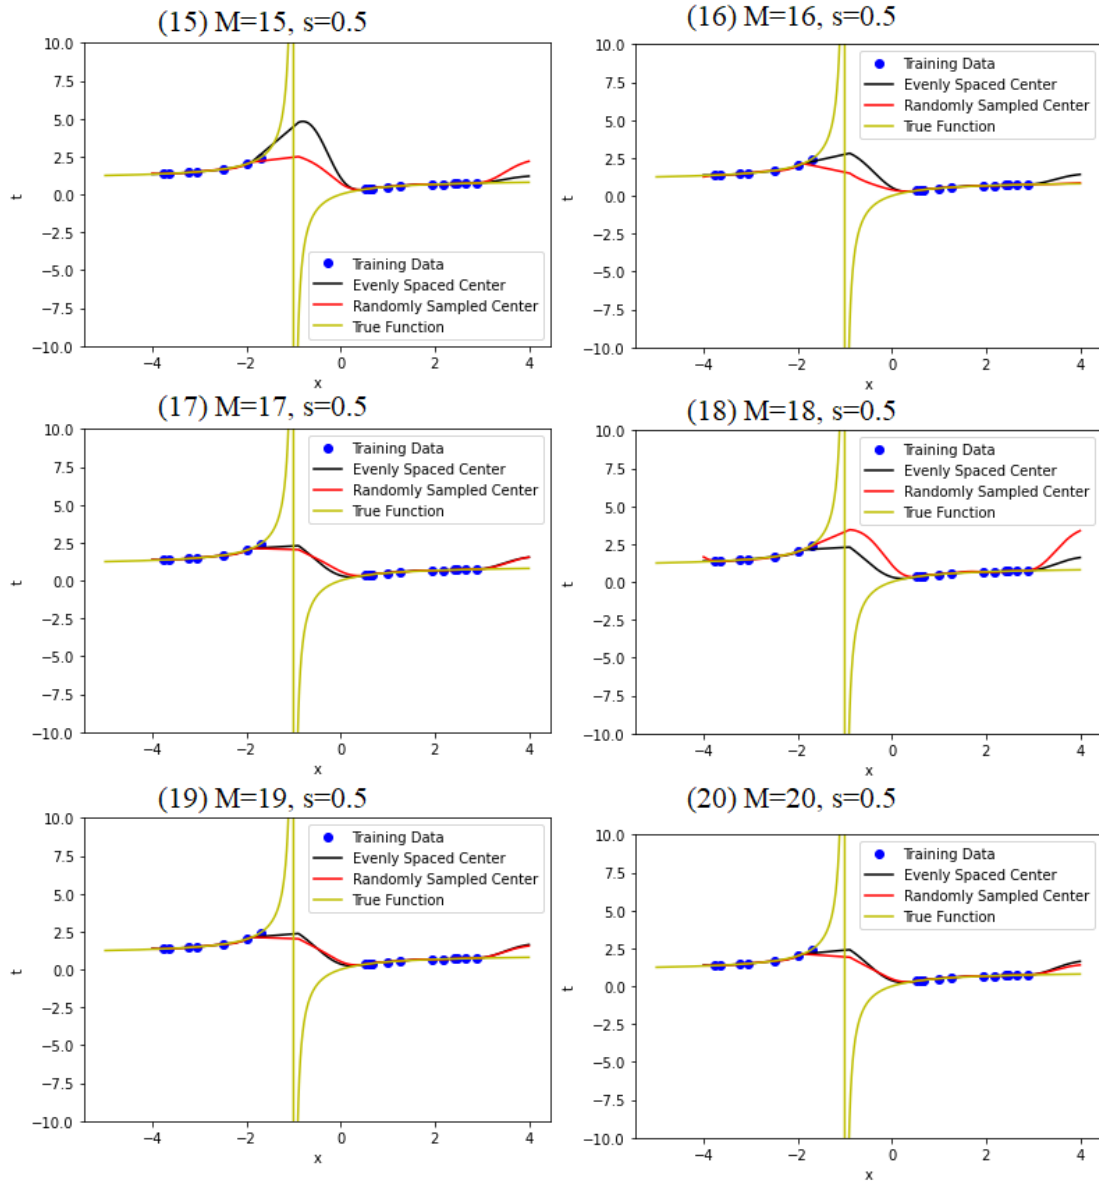 (15) M=15, s=0.5
10.0
7.5
5.0
2.5
0.0
−2.5
−5.0
−7.5
−10.0
t
Training Data
Evenly Spaced Center
Randomly Sampled Center
True Function
−4
−2
0
2
4
x
(16) M=16, s=0.5
10.0
7.5
5.0
2.5
0.0
−2.5
−5.0
−7.5
−10.0
t
Training Data
Evenly Spaced Center
Randomly Sampled Center
True Function
−4
−2
0
2
4
x
(17) M=17, s=0.5
10.0
7.5
5.0
2.5
0.0
−2.5
−5.0
−7.5
−10.0
t
Training Data
Evenly Spaced Center
Randomly Sampled Center
True Function
−4
−2
0
2
4
x
(18) M=18, s=0.5
10.0
7.5
5.0
2.5
0.0
−2.5
−5.0
−7.5
−10.0
t
Training Data
Evenly Spaced Center
Randomly Sampled Center
True Function
−4
−2
0
2
4
x
(19) M=19, s=0.5
10.0
7.5
5.0
2.5
0.0
−2.5
−5.0
−7.5
−10.0
t
Training Data
Evenly Spaced Center
Randomly Sampled Center
True Function
−4
−2
0
2
4
x
(20) M=20, s=0.5
10.0
7.5
5.0
2.5
0.0
−2.5
−5.0
−7.5
−10.0
t
Training Data
Evenly Spaced Center
Randomly Sampled Center
True Function
−4
−2
0
2
4
x